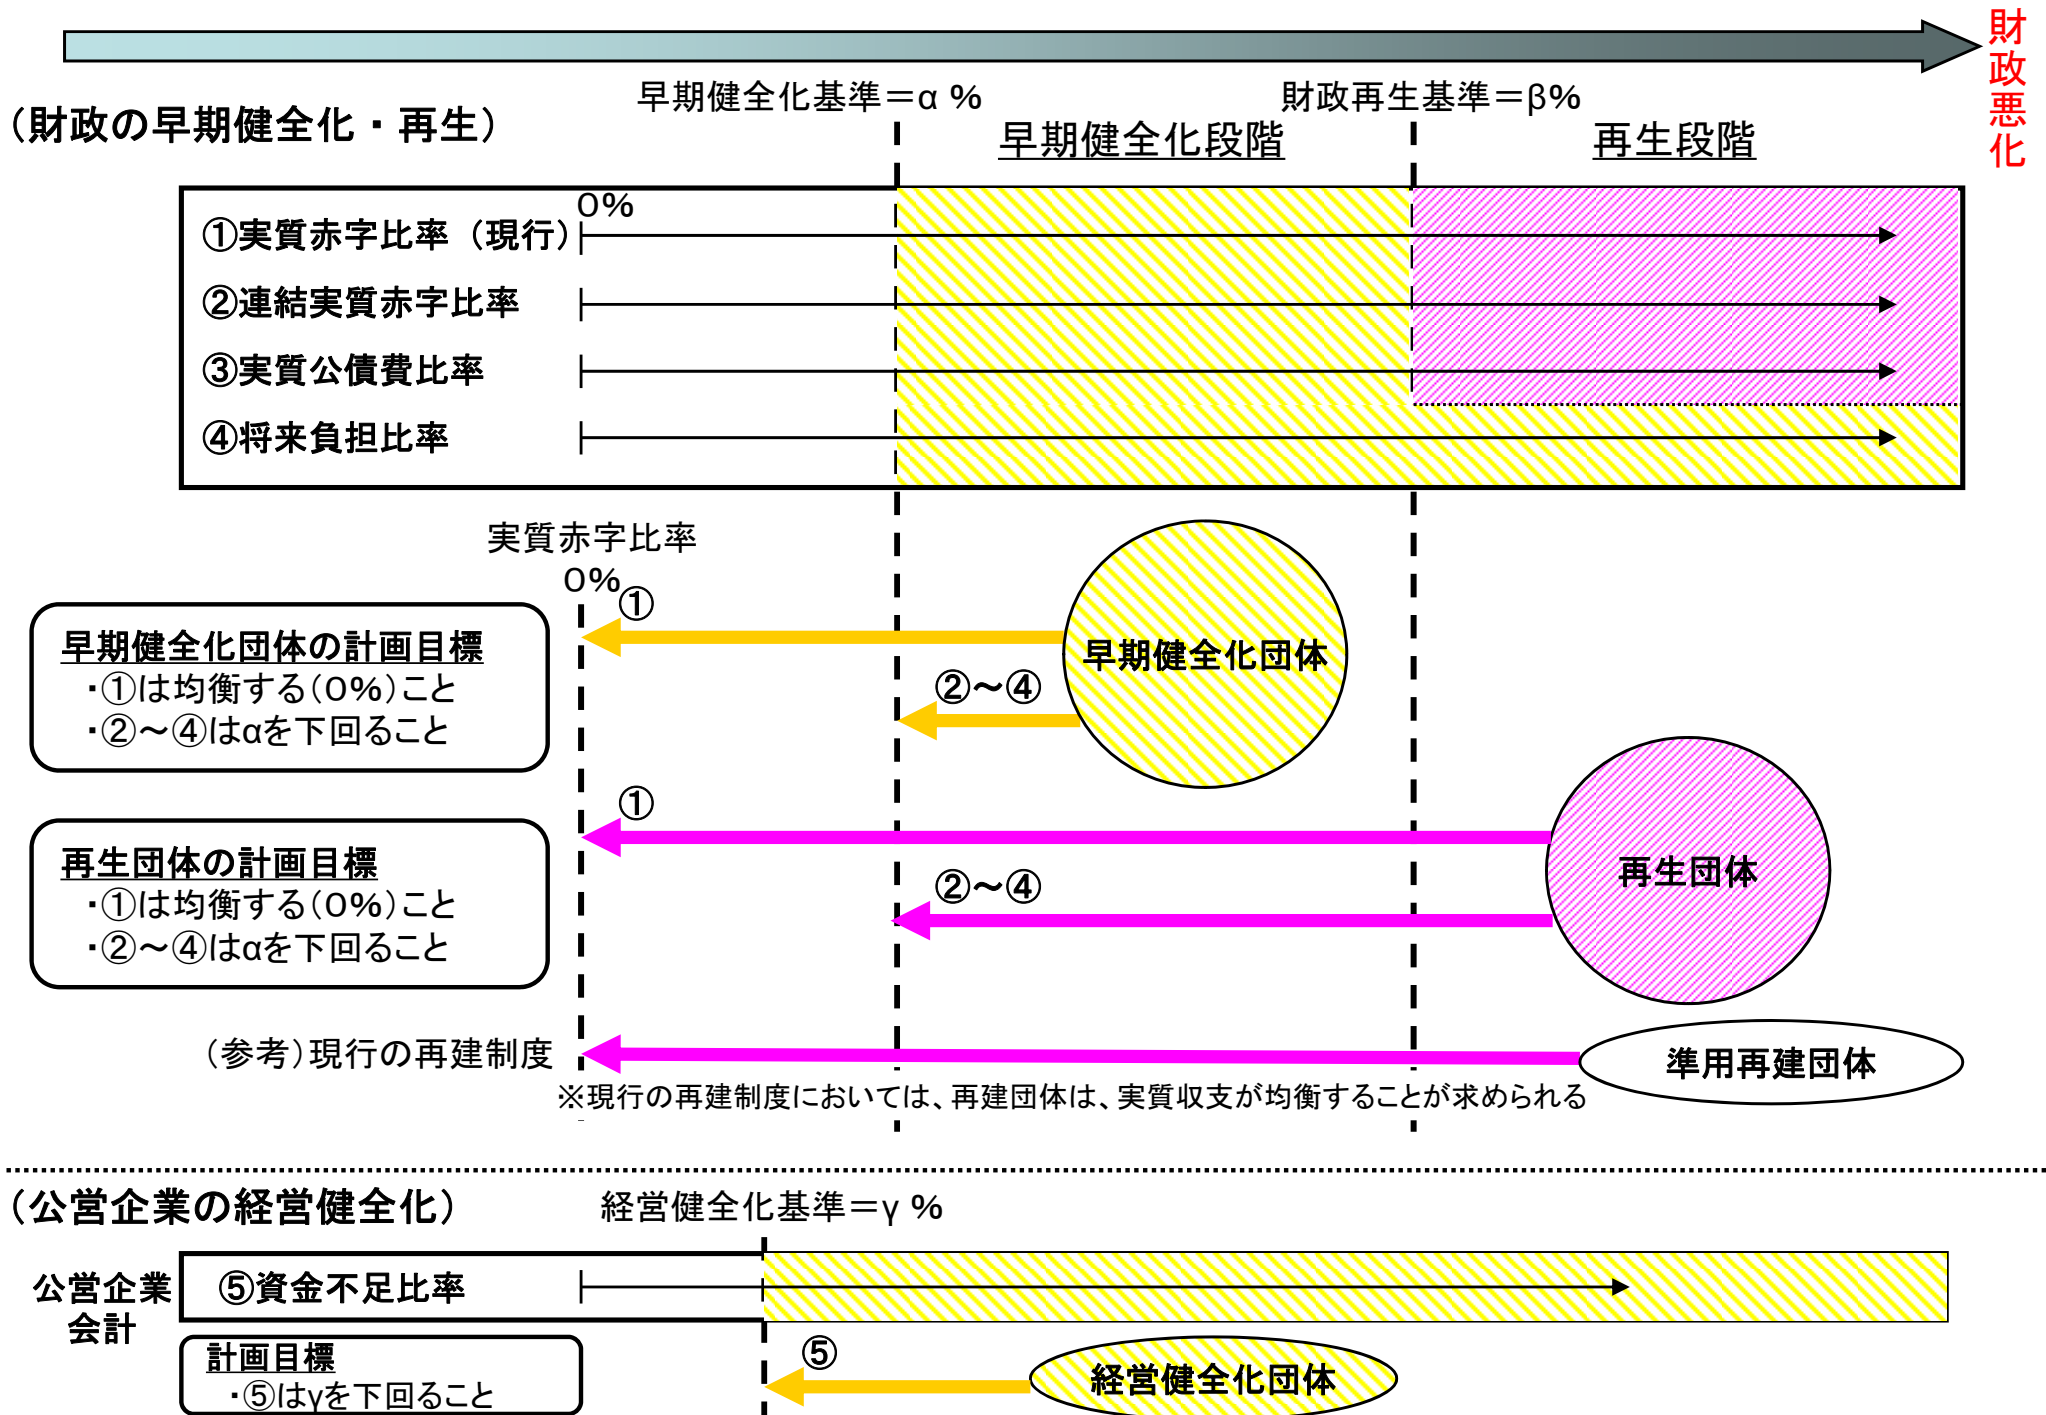 財政悪化
早期健全化基準＝α %
財政再生基準＝β%
（財政の早期健全化・再生）
早期健全化段階
再生段階
0%
①実質赤字比率（現行）
②連結実質赤字比率
③実質公債費比率
④将来負担比率
実質赤字比率
0%
①
早期健全化団体の計画目標
・①は均衡する（0%）こと
・②～④はαを下回ること
早期健全化団体
②～④
①
再生団体の計画目標
・①は均衡する（0%）こと
・②～④はαを下回ること
再生団体
②～④
（参考）現行の再建制度
準用再建団体
※現行の再建制度においては、再建団体は、実質収支が均衡することが求められる
（公営企業の経営健全化）
経営健全化基準＝γ %
公営企業
会計
⑤資金不足比率
計画目標
・⑤はγを下回ること
⑤
経営健全化団体